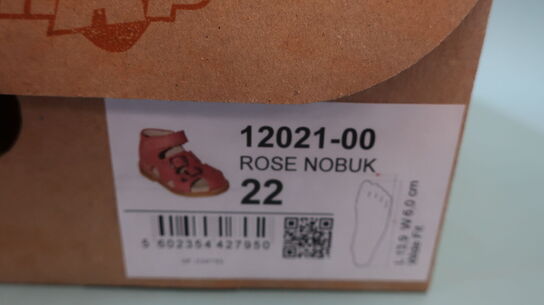 12021-00
ROSE NOBUK
22
5 602354 427950
L 13,9 W 6,0 cm
Wide Fit